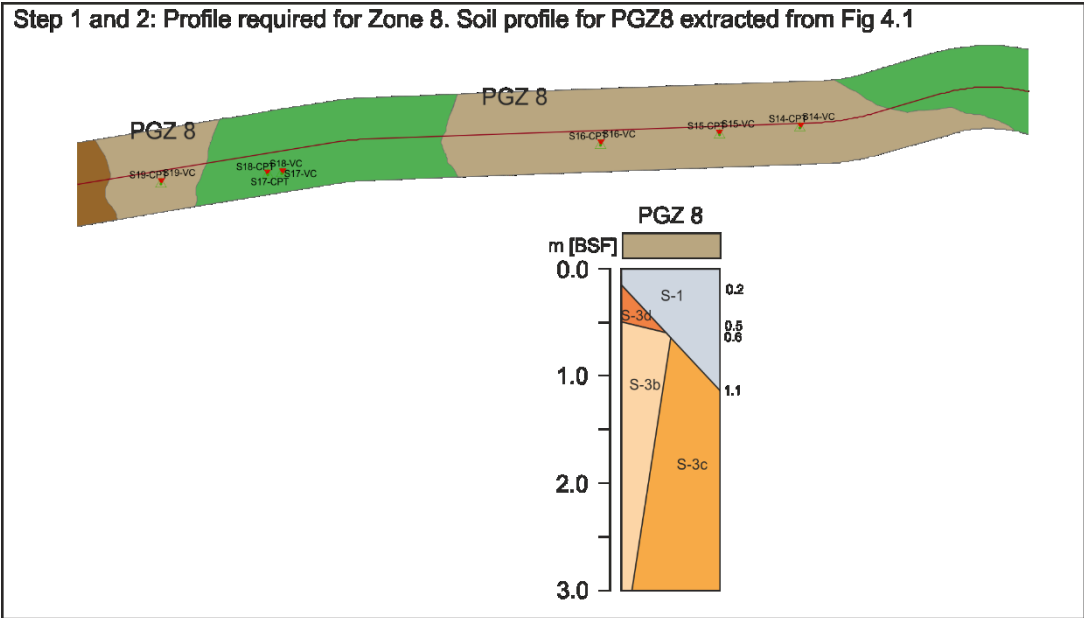 Step 1 and 2: Profile required for Zone 8. Soil profile for PGZ8 extracted from Fig 4.1
PGZ 8
PGZ 8
S14-CPT S14-VC
S15-CPT S15-VC
S16-CPT S16-VC
S18-VC
S18-CPT S17-VC
S17-CPT
S19-CPT S19-VC
PGZ 8
m [BSF]
0.0
0.2
S-1
S-3d
0.5
0.6
1.0
S-3b
1.1
S-3c
2.0
3.0